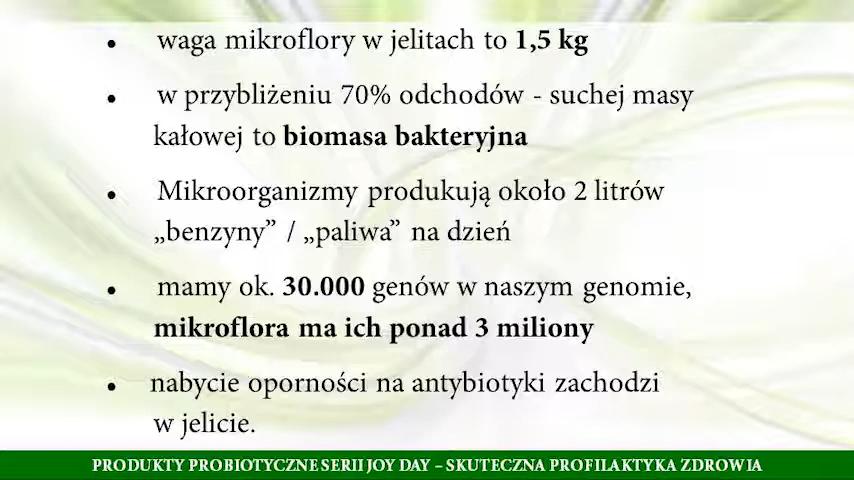 • waga mikroflory w jelitach to 1,5 kg
• w przybliżeniu 70% odchodów - suchej masy
kałowej to biomasa bakteryjna
• Mikroorganizmy produkują około 2 litrów
„benzyny” / „paliwa” na dzień
• mamy ok. 30.000 genów w naszym genomie,
mikroflora ma ich ponad 3 miliony
• nabycie oporności na antybiotyki zachodzi
w jelicie.
PRODUKTY PROBIOTYCZNE SERII JOY DAY – SKUTECZNA PROFILAKTYKA ZDROWIA